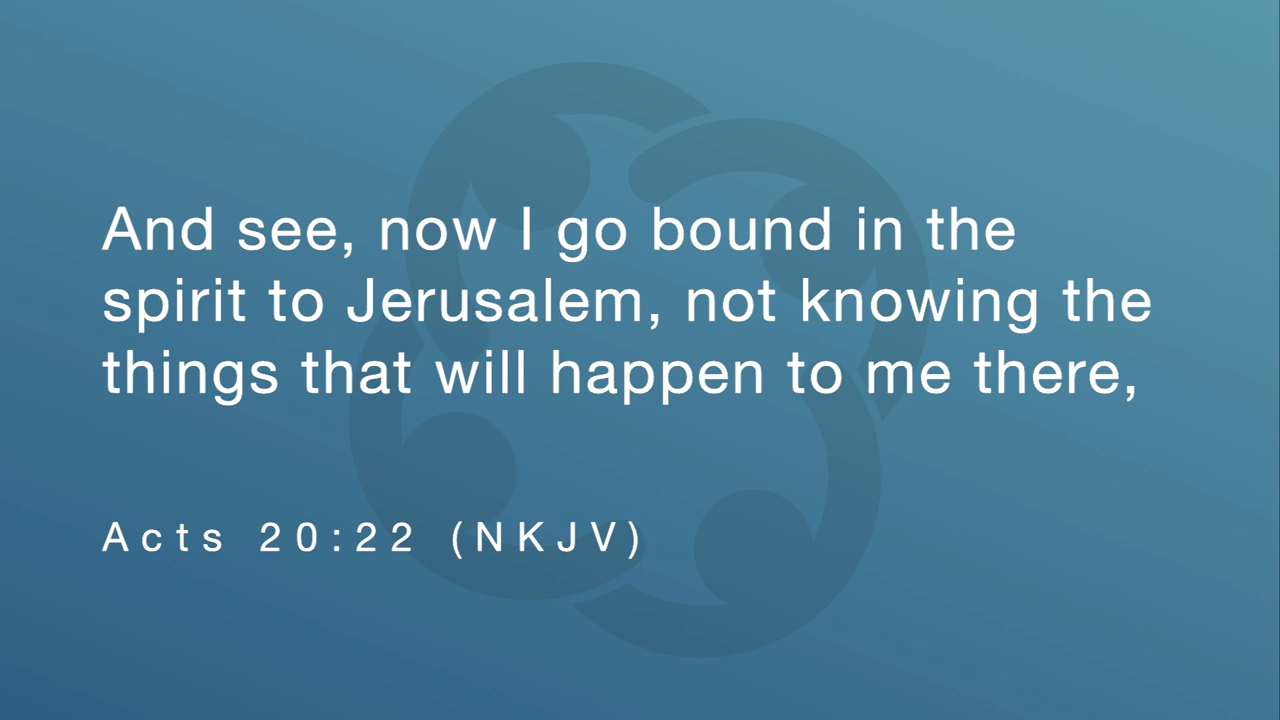 And see, now I go bound in the
spirit to Jerusalem, not knowing the
things that will happen to me there,
Acts 20:22 (NKJV)